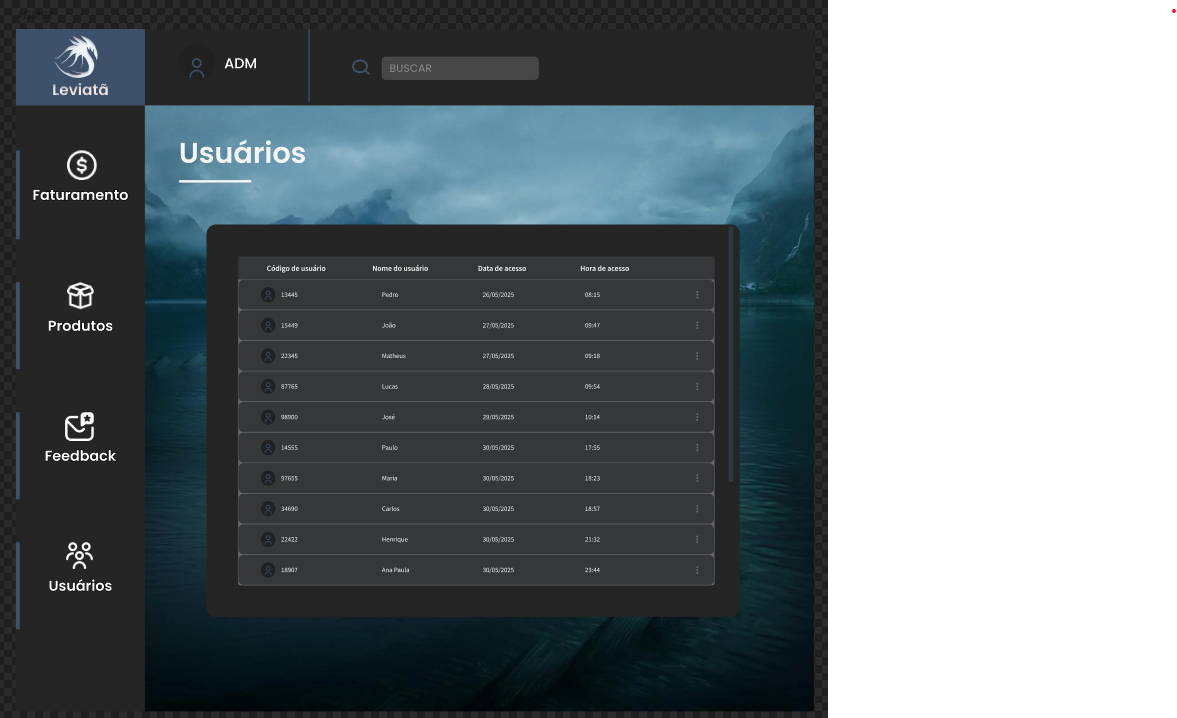 Leviatã
ADM
BUSCAR
Faturamento
Produtos
Feedback
Usuários
Usuários
Código de usuário Nome do usuário Data de acesso Hora de acesso
13445 Pedro 26/05/2025 08:15
15449 João 27/05/2025 09:47
22345 Matheus 27/05/2025 09:18
87765 Lucas 28/05/2025 09:54
98900 José 29/05/2025 10:14
14555 Paulo 30/05/2025 17:55
97655 Maria 30/05/2025 18:23
34690 Carlos 30/05/2025 18:57
22422 Henrique 30/05/2025 21:32
18907 Ana Paula 30/05/2025 23:44